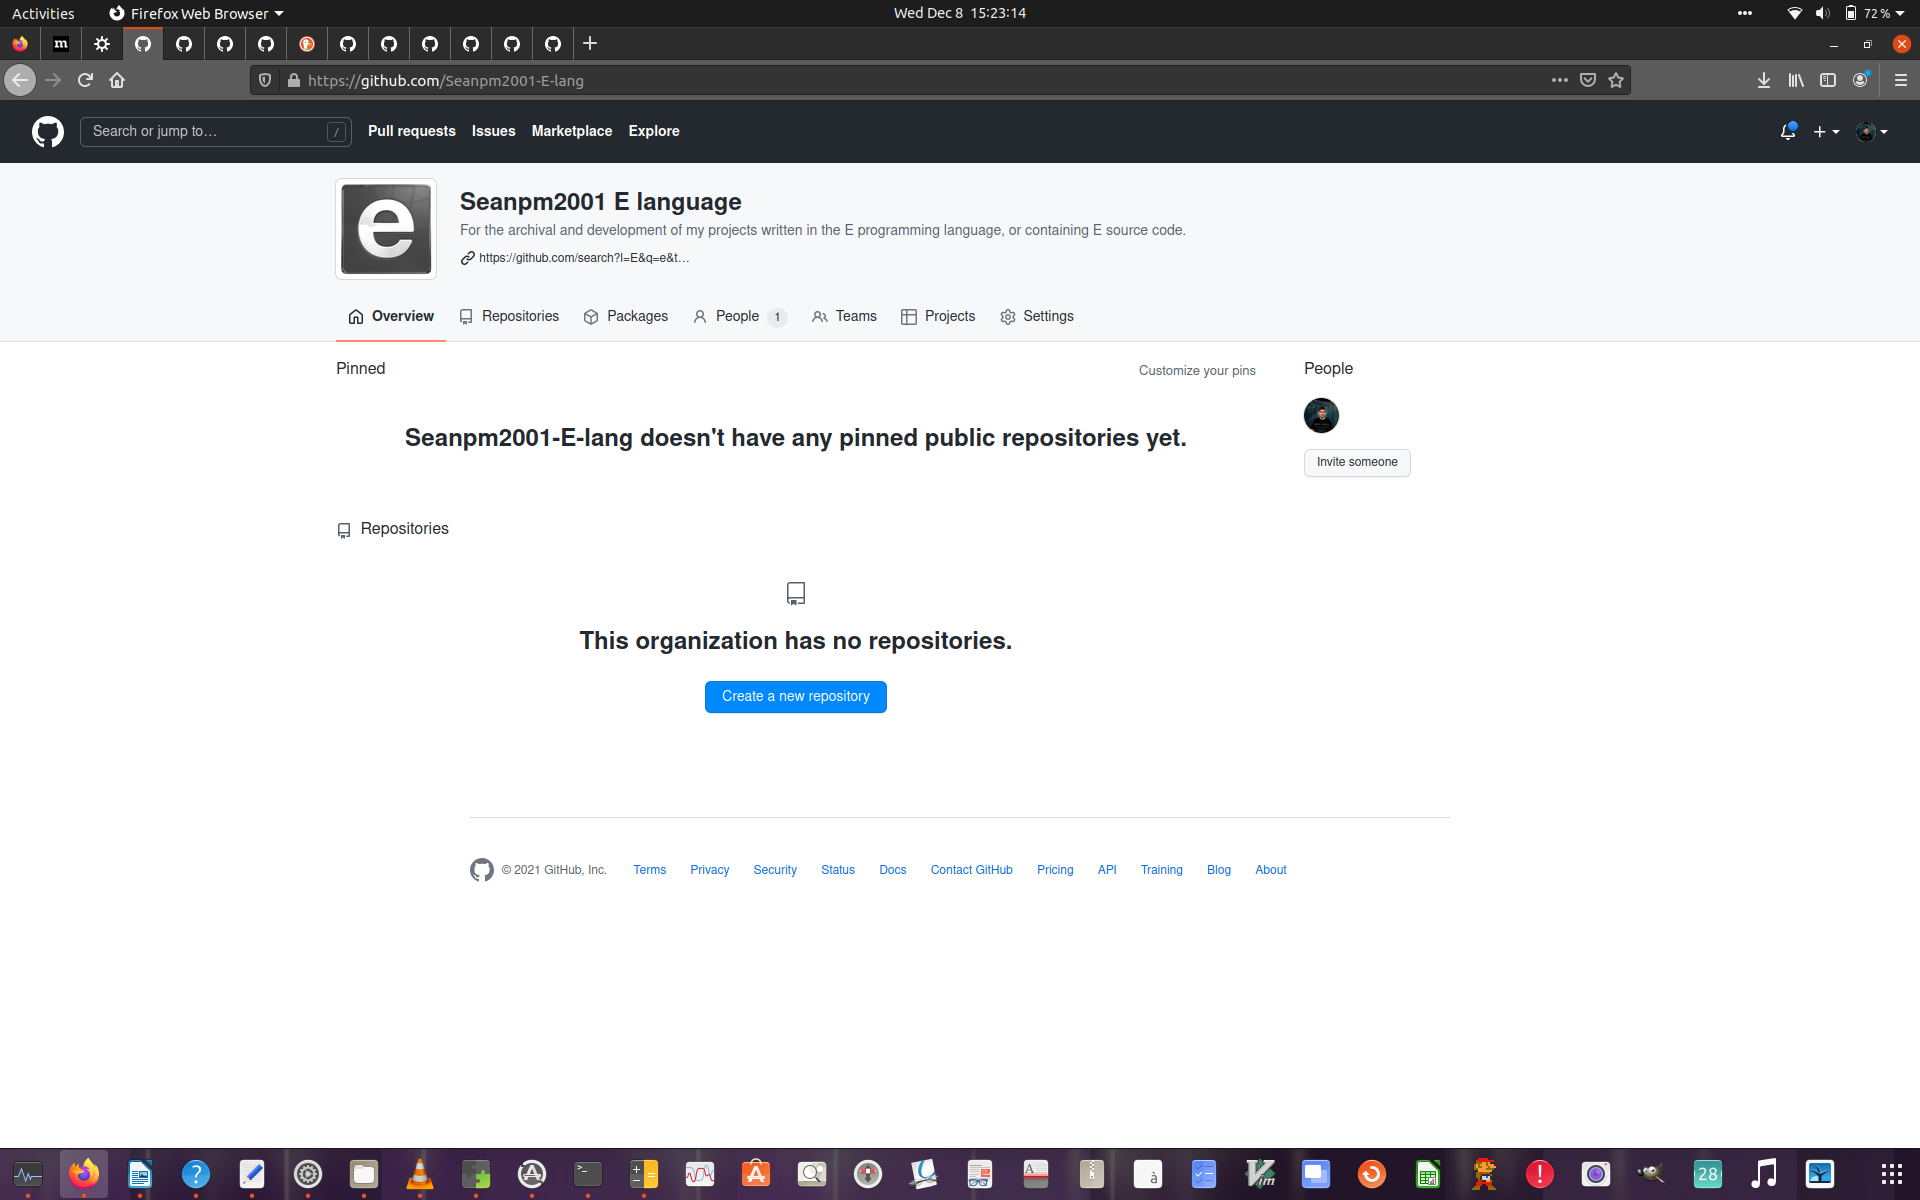 Activities
Firefox Web Browser
Wed Dec 8 15:23:14
72 %
m
https://github.com/Seanpm2001-E-lang
Search or jump to…
/
Pull requests
Issues
Marketplace
Explore
e
Seanpm2001 E language
For the archival and development of my projects written in the E programming language, or containing E source code.
https://github.com/search?l=E&q=e&t…
Overview
Repositories
Packages
People 1
Teams
Projects
Settings
Pinned
Customize your pins
People
Seanpm2001-E-lang doesn't have any pinned public repositories yet.
Invite someone
Repositories
This organization has no repositories.
Create a new repository
© 2021 GitHub, Inc.
Terms
Privacy
Security
Status
Docs
Contact GitHub
Pricing
API
Training
Blog
About
?
>_
A
à
Vim
!
28